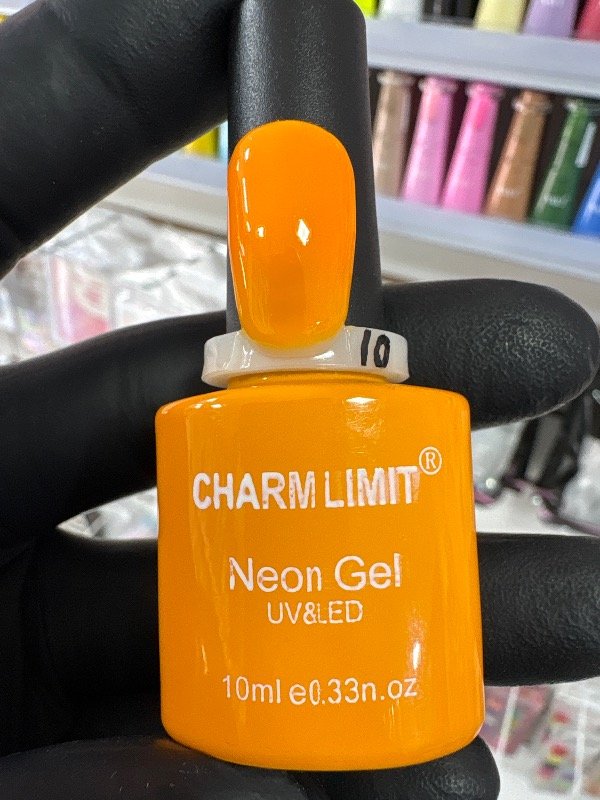 10
CHARM LIMIT®
Neon Gel
UV&LED
10ml e0.33n.oz